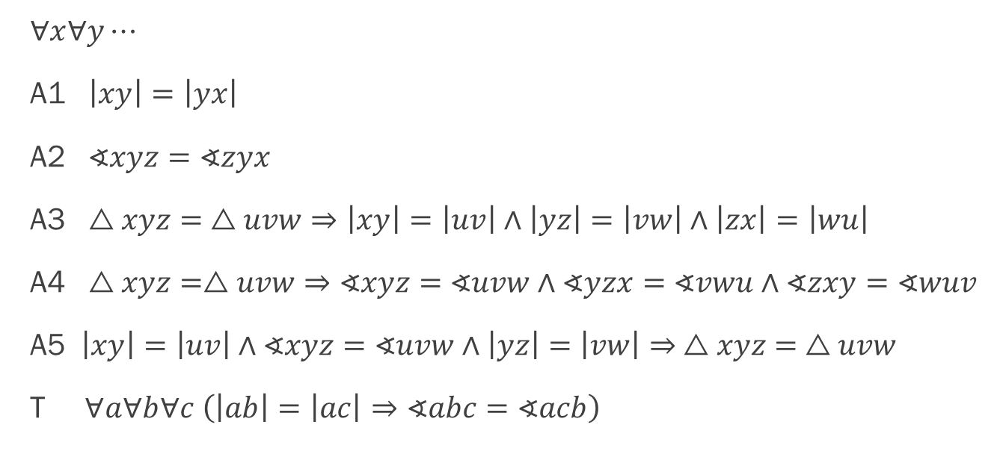 ∀x∀y ⋯
A1 |xy| = |yx|
A2 ∢xyz = ∢zyx
A3 △ xyz = △ uvw ⇒ |xy| = |uv| ∧ |yz| = |vw| ∧ |zx| = |wu|
A4 △ xyz =△ uvw ⇒ ∢xyz = ∢uvw ∧ ∢yzx = ∢vwu ∧ ∢zxy = ∢wuv
A5 |xy| = |uv| ∧ ∢xyz = ∢uvw ∧ |yz| = |vw| ⇒ △ xyz = △ uvw
T ∀a∀b∀c (|ab| = |ac| ⇒ ∢abc = ∢acb)